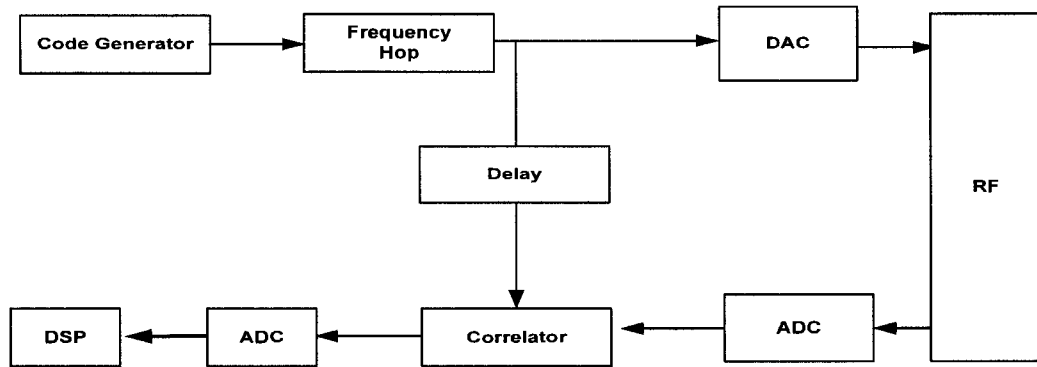 Code Generator
Frequency
Hop
DAC
RF
Delay
DSP
ADC
Correlator
ADC